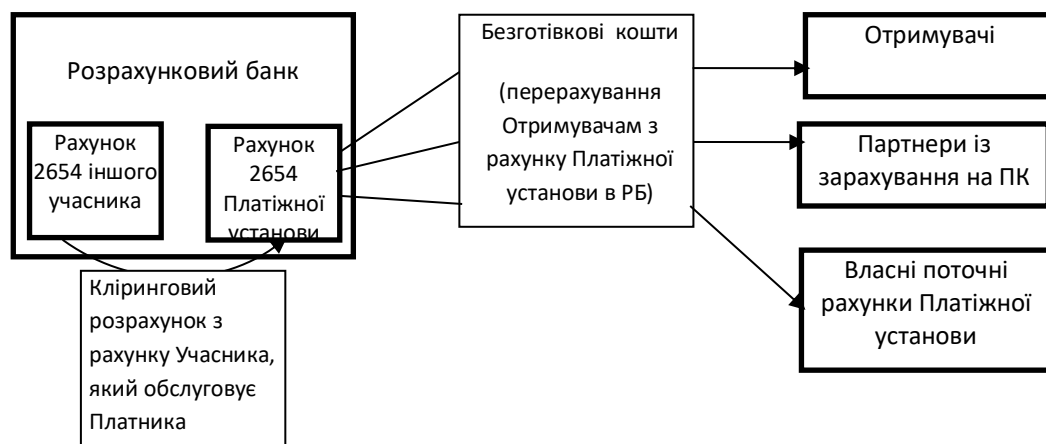 Розрахунковий банк
Рахунок
2654 іншого
учасника
Рахунок
2654
Платіжної
установи
Кліринговий
розрахунок з
рахунку Учасника,
який обслуговує
Платника
Безготівкові кошти
(перерахування
Отримувачам з
рахунку Платіжної
установи в РБ)
Отримувачі
Партнери із
зарахування на ПК
Власні поточні
рахунки Платіжної
установи